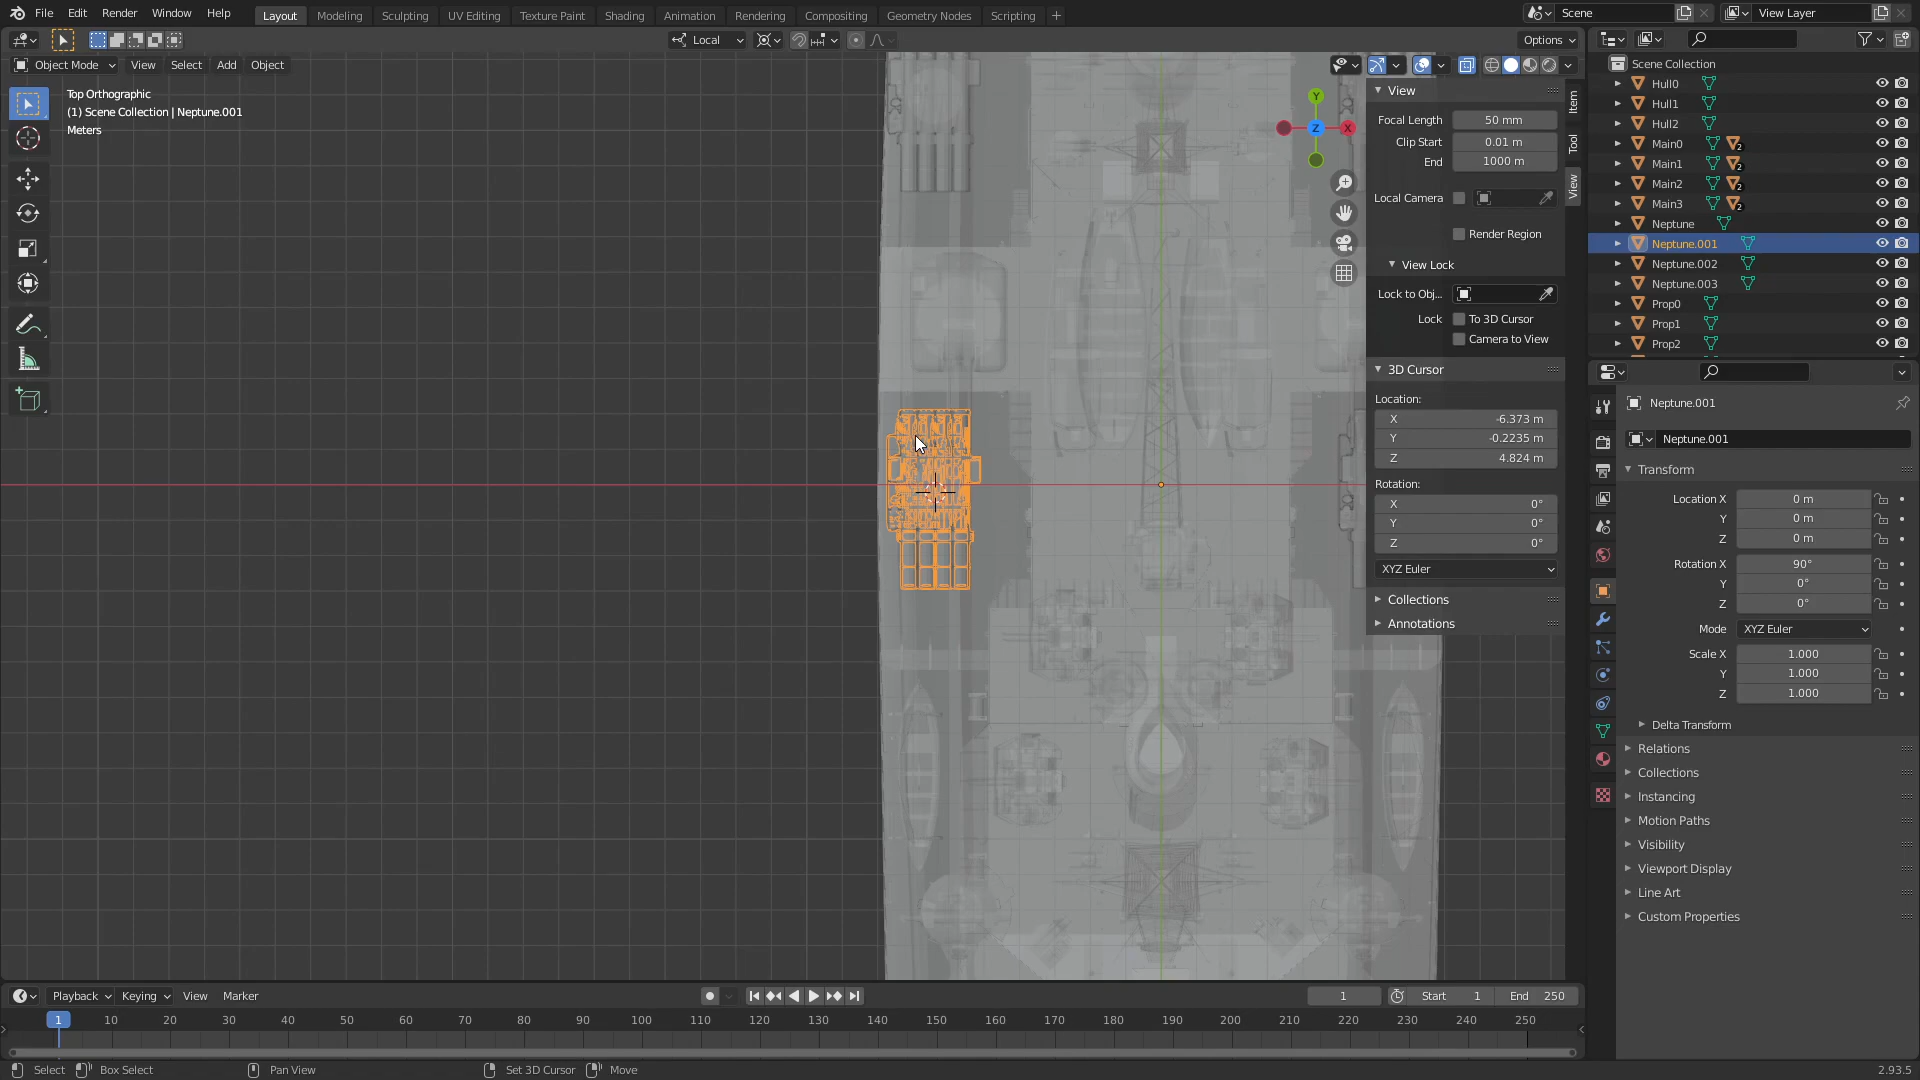 File Edit Render Window Help Layout Modeling Sculpting UV Editing Texture Paint Shading Animation Rendering Compositing Geometry Nodes Scripting + Scene View Layer
Local Options
Object Mode View Select Add Object
Top Orthographic
(1) Scene Collection | Neptune.001
Meters
Y
Z
X
View
Focal Length 50 mm
Clip Start 0.01 m
End 1000 m
Local Camera
Render Region
View Lock
Lock to Obj...
Lock To 3D Cursor
Camera to View
3D Cursor
Location:
X -6.373 m
Y -0.2235 m
Z 4.824 m
Rotation:
X 0°
Y 0°
Z 0°
XYZ Euler
Collections
Annotations
Item
Tool
View
Scene Collection
Hull0
Hull1
Hull2
Main0 2
Main1 2
Main2 2
Main3 2
Neptune
Neptune.001
Neptune.002
Neptune.003
Prop0
Prop1
Prop2
Neptune.001
Neptune.001
Transform
Location X 0 m
Y 0 m
Z 0 m
Rotation X 90°
Y 0°
Z 0°
Mode XYZ Euler
Scale X 1.000
Y 1.000
Z 1.000
Delta Transform
Relations
Collections
Instancing
Motion Paths
Visibility
Viewport Display
Line Art
Custom Properties
Playback Keying View Marker 1 Start 1 End 250
1 10 20 30 40 50 60 70 80 90 100 110 120 130 140 150 160 170 180 190 200 210 220 230 240 250
Select Box Select Pan View Set 3D Cursor Move 2.93.5